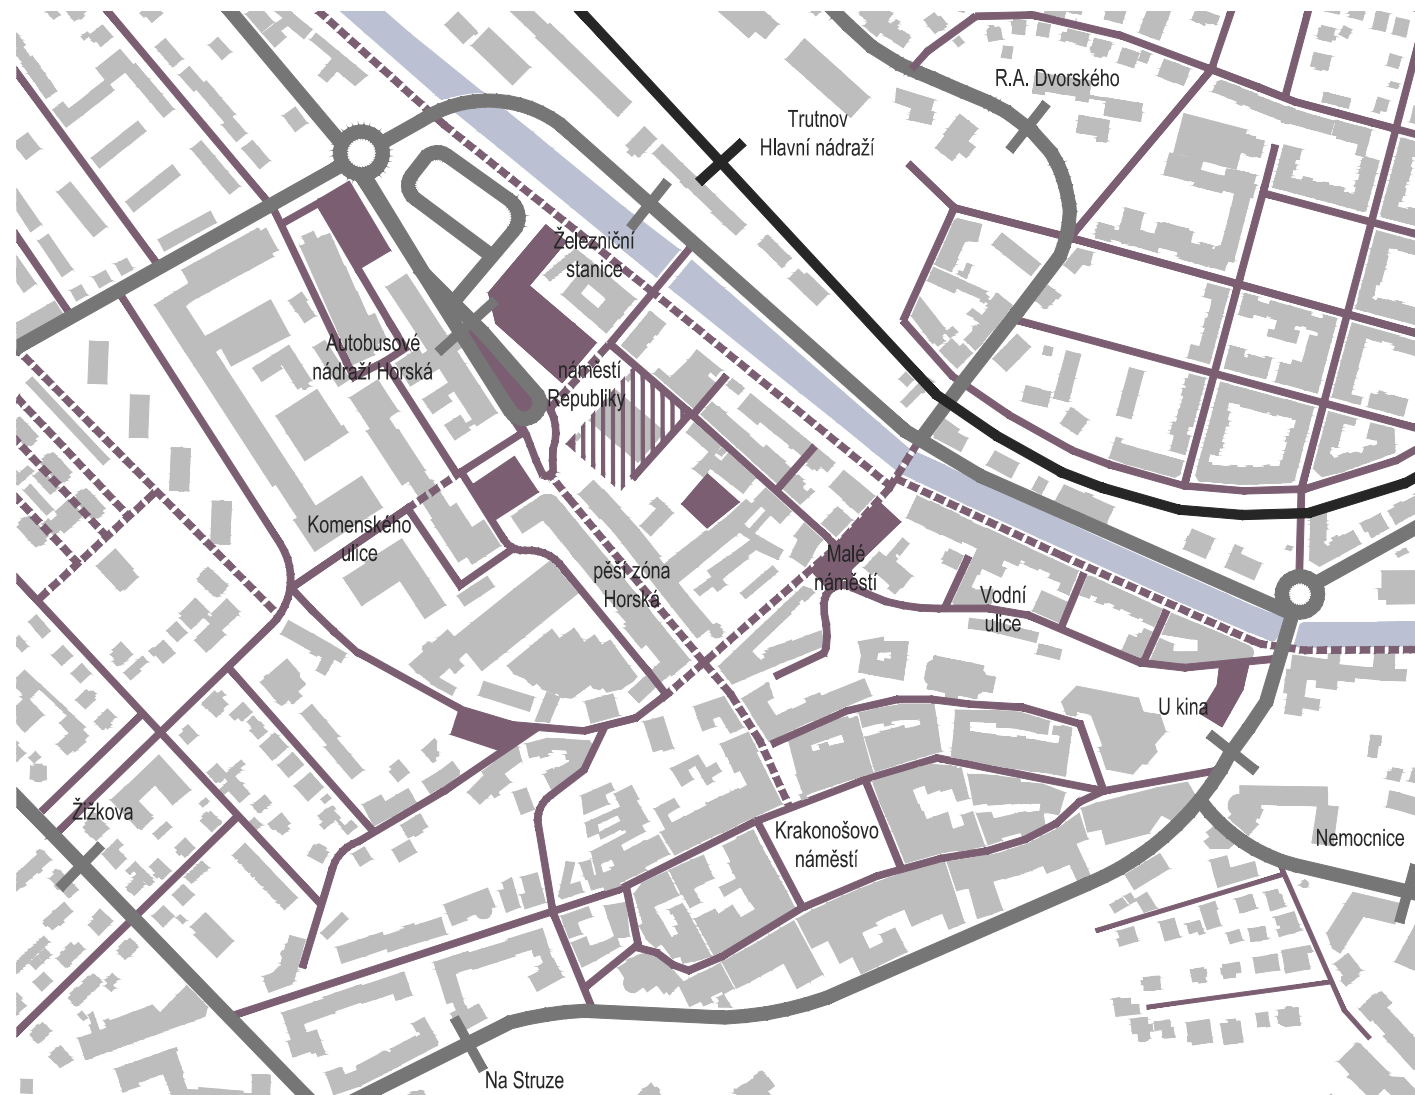 R.A. Dvorského
Trutnov
Hlavní nádraží
Železniční
stanice
Autobusové
nádraží Horská
náměstí
Republiky
Komenského
ulice
pěší zóna
Horská
Malé
náměstí
Vodní
ulice
U kina
Žižkova
Krakonošovo
náměstí
Nemocnice
Na Struze